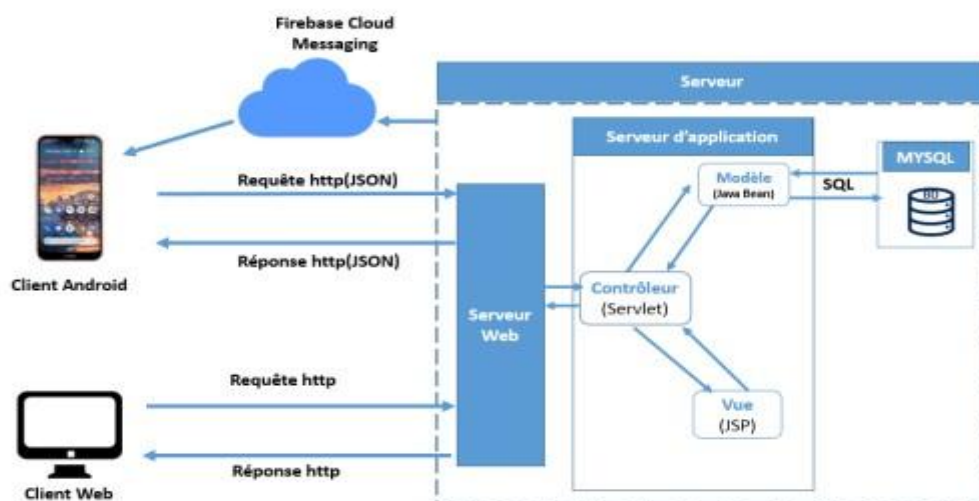 Firebase Cloud
Messaging
Serveur
Serveur d'application
MYSQL
Modèle
(Java Bean)
SQL
BD
Requête http(JSON)
Réponse http(JSON)
Client Android
Contrôleur
(Servlet)
Serveur
Web
Requête http
Vue
(JSP)
Réponse http
Client Web